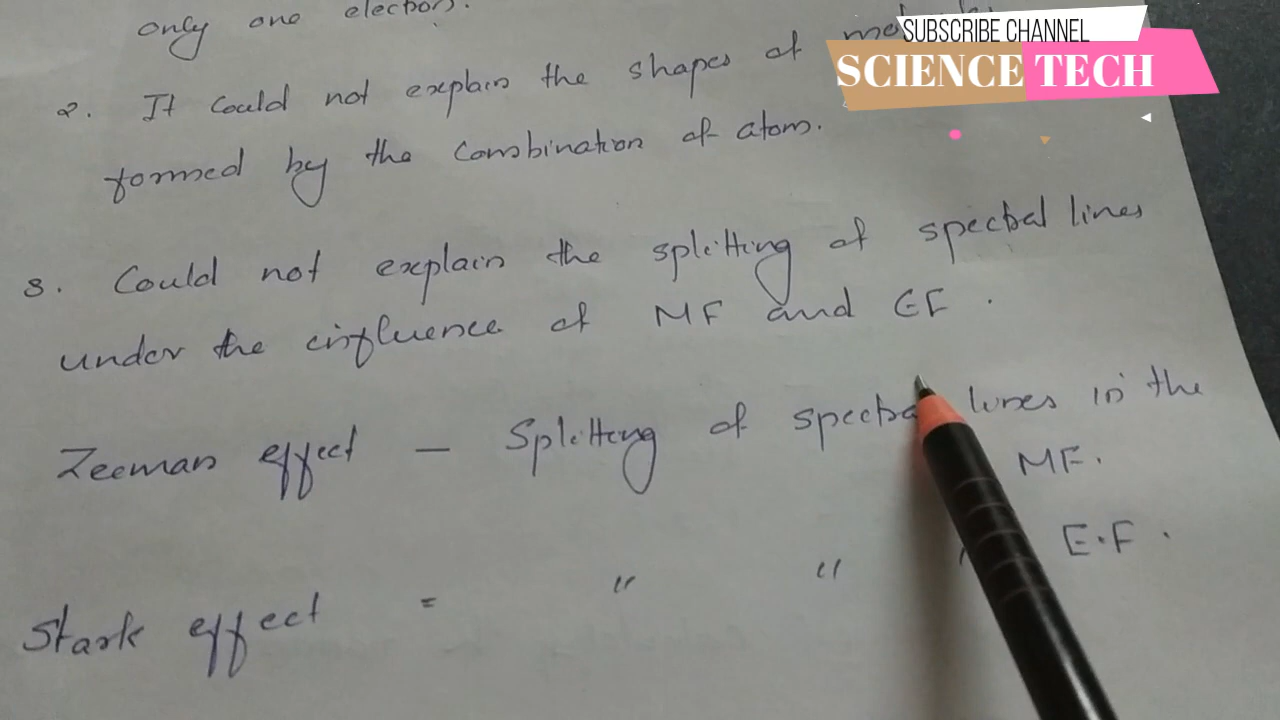 only one electron.
2. It could not explain the shapes of
formed by the combination of atom.
3. Could not explain the splitting of spectral lines
under the influence of MF and EF.
Zeeman effect - Splitting of spectral lines in the
MF.
Stark effect = " " " E.F.
SUBSCRIBE CHANNEL
SCIENCE TECH